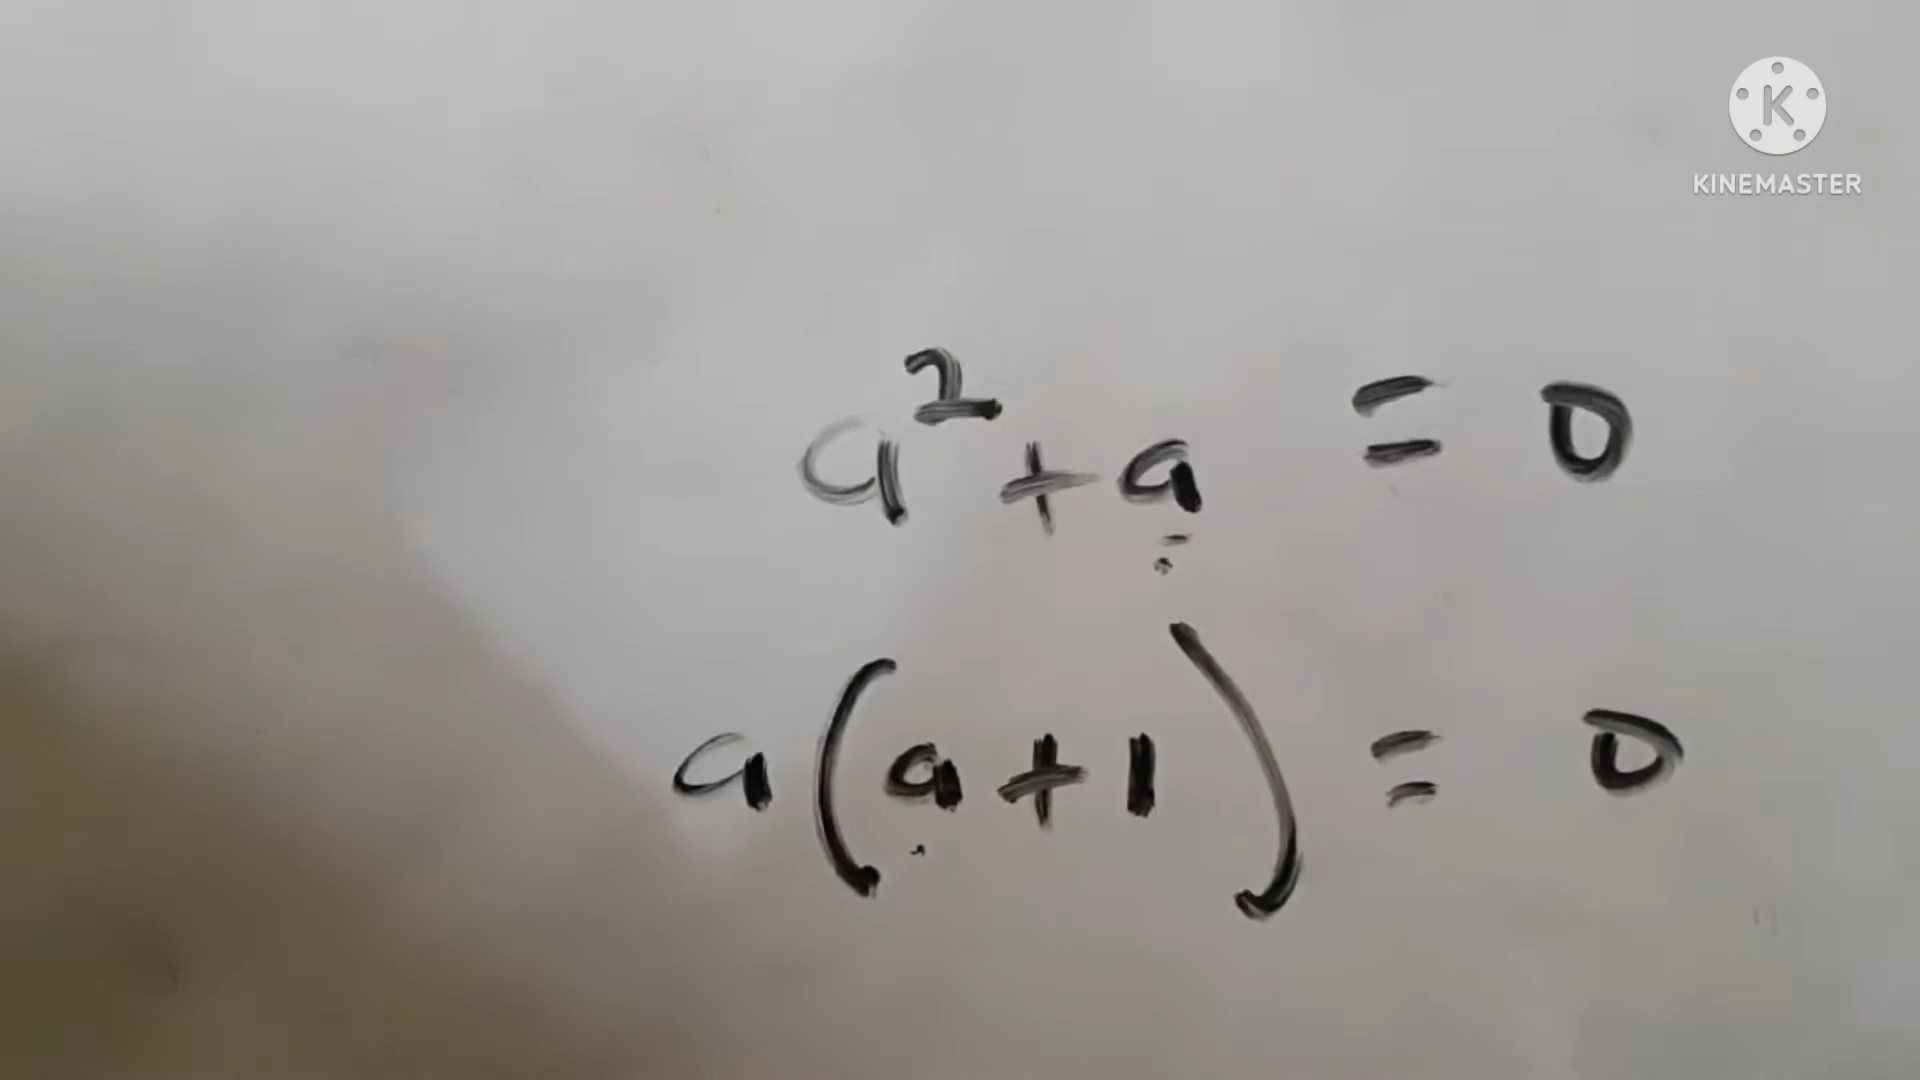 KINEMASTER
a² + a = 0
a(a + 1) = 0